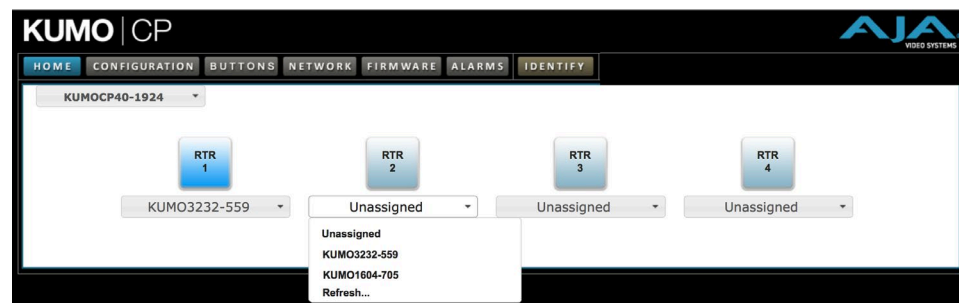 KUMO | CP
AJA
VIDEO SYSTEMS
HOME CONFIGURATION BUTTONS NETWORK FIRMWARE ALARMS IDENTIFY
KUMOCP40-1924
RTR 1
RTR 2
RTR 3
RTR 4
KUMO3232-559 Unassigned Unassigned Unassigned
Unassigned
KUMO3232-559
KUMO1604-705
Refresh...